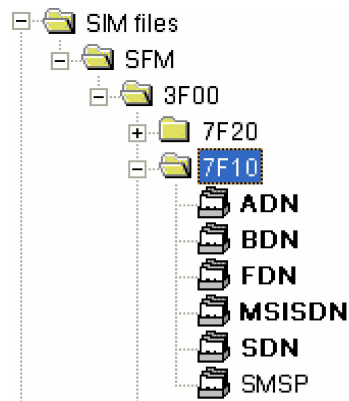 SIM files
SFM
3F00
7F20
7F10
ADN
BDN
FDN
MSISDN
SDN
SMSP